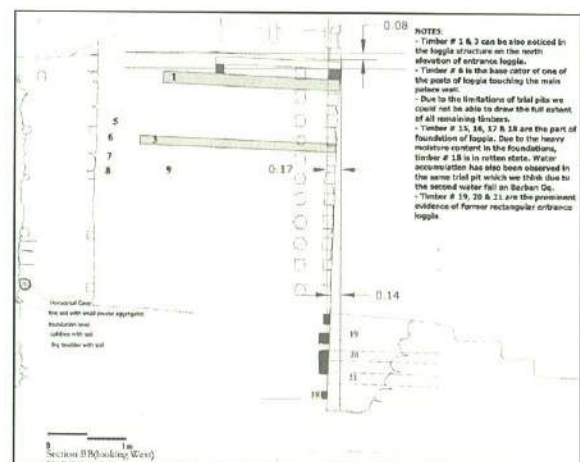 0.08
NOTES:
- Timber # 1 & 3 can be also noticed in
the loggia structure on the north
elevation of entrance loggia.
- Timber # 6 is the base cator of one of
the posts of loggia touching the main
palace wall.
- Due to the limitations of trial pits we
could not be able to draw the full extent
of all remaining timbers.
- Timber # 15, 16, 17 & 18 are the part of
foundation of loggia. Due to the heavy
moisture content in the foundations,
timber # 18 is in rotten state. Water
accumulation has also been observed in
the same trial pit which we think due to
the second water fall on Barban Qa.
- Timber # 19, 20 & 21 are the prominent
evidence of former rectangular entrance
loggia
1
5
6
3
7
8
9
0.17
0.14
Horizontal Cator
fine soil with small aggregates
foundation level
cobbles with soil
Big boulder with soil
19
20
21
18
0
1m
Section BB(looking West)